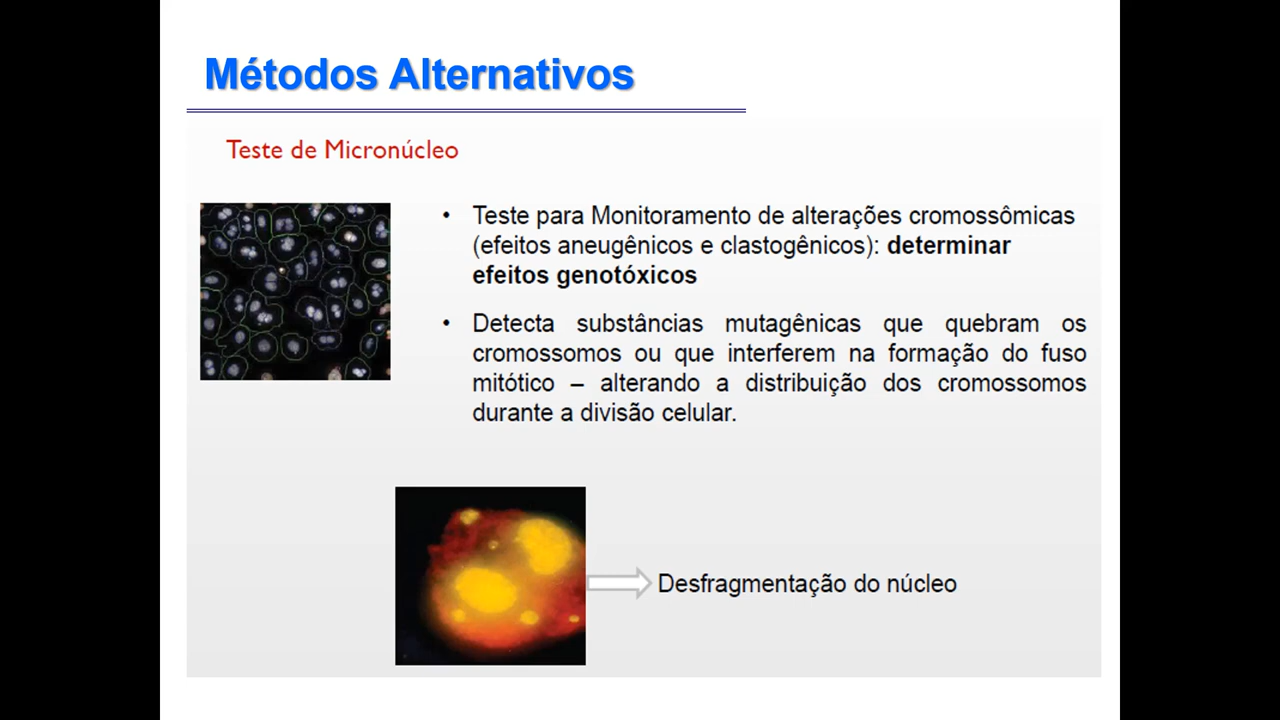 Métodos Alternativos
Teste de Micronúcleo
• Teste para Monitoramento de alterações cromossômicas
(efeitos aneugênicos e clastogênicos): determinar
efeitos genotóxicos
• Detecta substâncias mutagênicas que quebram os
cromossomos ou que interferem na formação do fuso
mitótico – alterando a distribuição dos cromossomos
durante a divisão celular.
Desfragmentação do núcleo